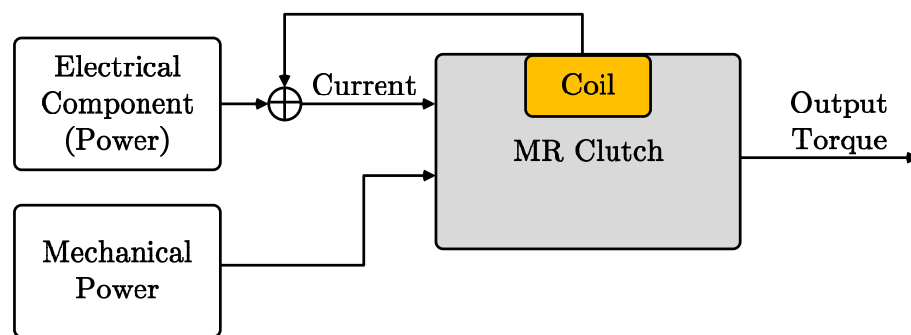 Electrical
Component
(Power)
Current
Coil
MR Clutch
Output
Torque
Mechanical
Power